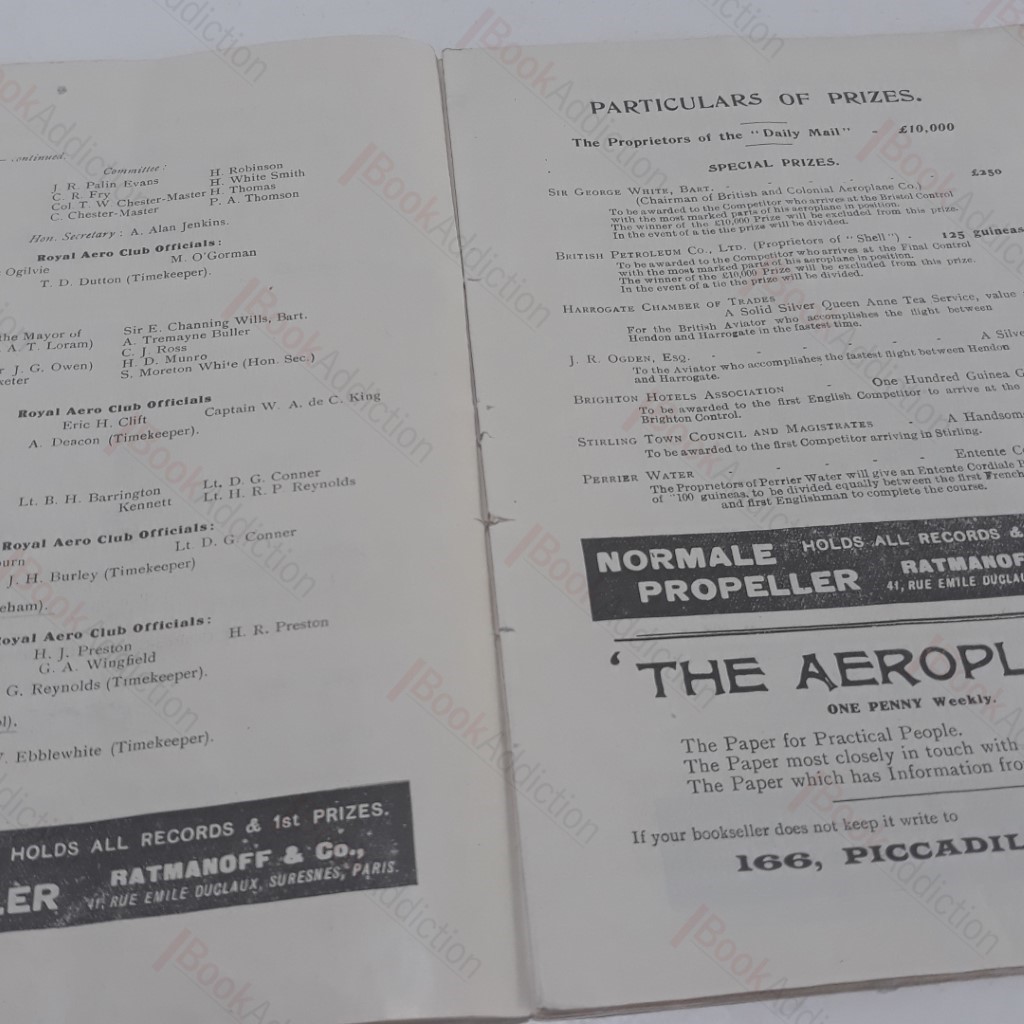 — continued.
Committee :
J. R. Palin Evans
C. R. Fry
Col. T. W. Chester-Master
C. Chester-Master
H. Robinson
H. White Smith
H. Thomas
P. A. Thomson
Hon. Secretary : A. Alan Jenkins.
Royal Aero Club Officials :
Ogilvie
M. O'Gorman
T. D. Dutton (Timekeeper).
the Mayor of
A. T. Loram)
J. G. Owen)
Sir E. Channing Wills, Bart.
A. Tremayne Buller
C. J. Ross
H. D. Munro
S. Moreton White (Hon. Sec.)
Royal Aero Club Officials
Eric H. Clift
Captain W. A. de C. King
A. Deacon (Timekeeper).
Lt. B. H. Barrington
Kennett
Lt. D. G. Conner
Lt. H. R. P. Reynolds
Royal Aero Club Officials :
Lt. D. G. Conner
J. H. Burley (Timekeeper)
Royal Aero Club Officials :
H. J. Preston
G. A. Wingfield
H. R. Preston
G. Reynolds (Timekeeper).
Ebblewhite (Timekeeper).
HOLDS ALL RECORDS & 1st PRIZES.
RATMANOFF & Co.,
41, RUE EMILE DUCLAUX, SURESNES, PARIS.
PARTICULARS OF PRIZES.
The Proprietors of the "Daily Mail" - £10,000
SPECIAL PRIZES.
SIR GEORGE WHITE, BART. - - - - - £250
(Chairman of British and Colonial Aeroplane Co.)
To be awarded to the Competitor who arrives at the Bristol Control
with the most marked parts of his aeroplane in position.
The winner of the £10,000 Prize will be excluded from this prize.
In the event of a tie the prize will be divided.
BRITISH PETROLEUM CO., LTD. (Proprietors of "Shell") - 125 guineas
To be awarded to the Competitor who arrives at the Final Control
with the most marked parts of his aeroplane in position.
The winner of the £10,000 Prize will be excluded from this prize.
In the event of a tie the prize will be divided.
HARROGATE CHAMBER OF TRADES
A Solid Silver Queen Anne Tea Service, value
For the British Aviator who accomplishes the flight between
Hendon and Harrogate in the fastest time.
J. R. OGDEN, ESQ. - - - - - A Silver
To the Aviator who accomplishes the fastest flight between Hendon
and Harrogate.
BRIGHTON HOTELS ASSOCIATION - One Hundred Guinea
To be awarded to the first English Competitor to arrive at the
Brighton Control.
STIRLING TOWN COUNCIL AND MAGISTRATES - A Handsome
To be awarded to the first Competitor arriving in Stirling.
PERRIER WATER - - - - - Entente
The Proprietors of Perrier Water will give an Entente Cordiale
of 100 guineas, to be divided equally between the first French
and first Englishman to complete the course.
NORMALE
PROPELLER
HOLDS ALL RECORDS &
RATMANOF
41, RUE EMILE DUCLAU
'THE AEROPL
ONE PENNY Weekly.
The Paper for Practical People.
The Paper most closely in touch with
The Paper which has Information fro
If your bookseller does not keep it write to
166, PICCADIL
BookAddiction